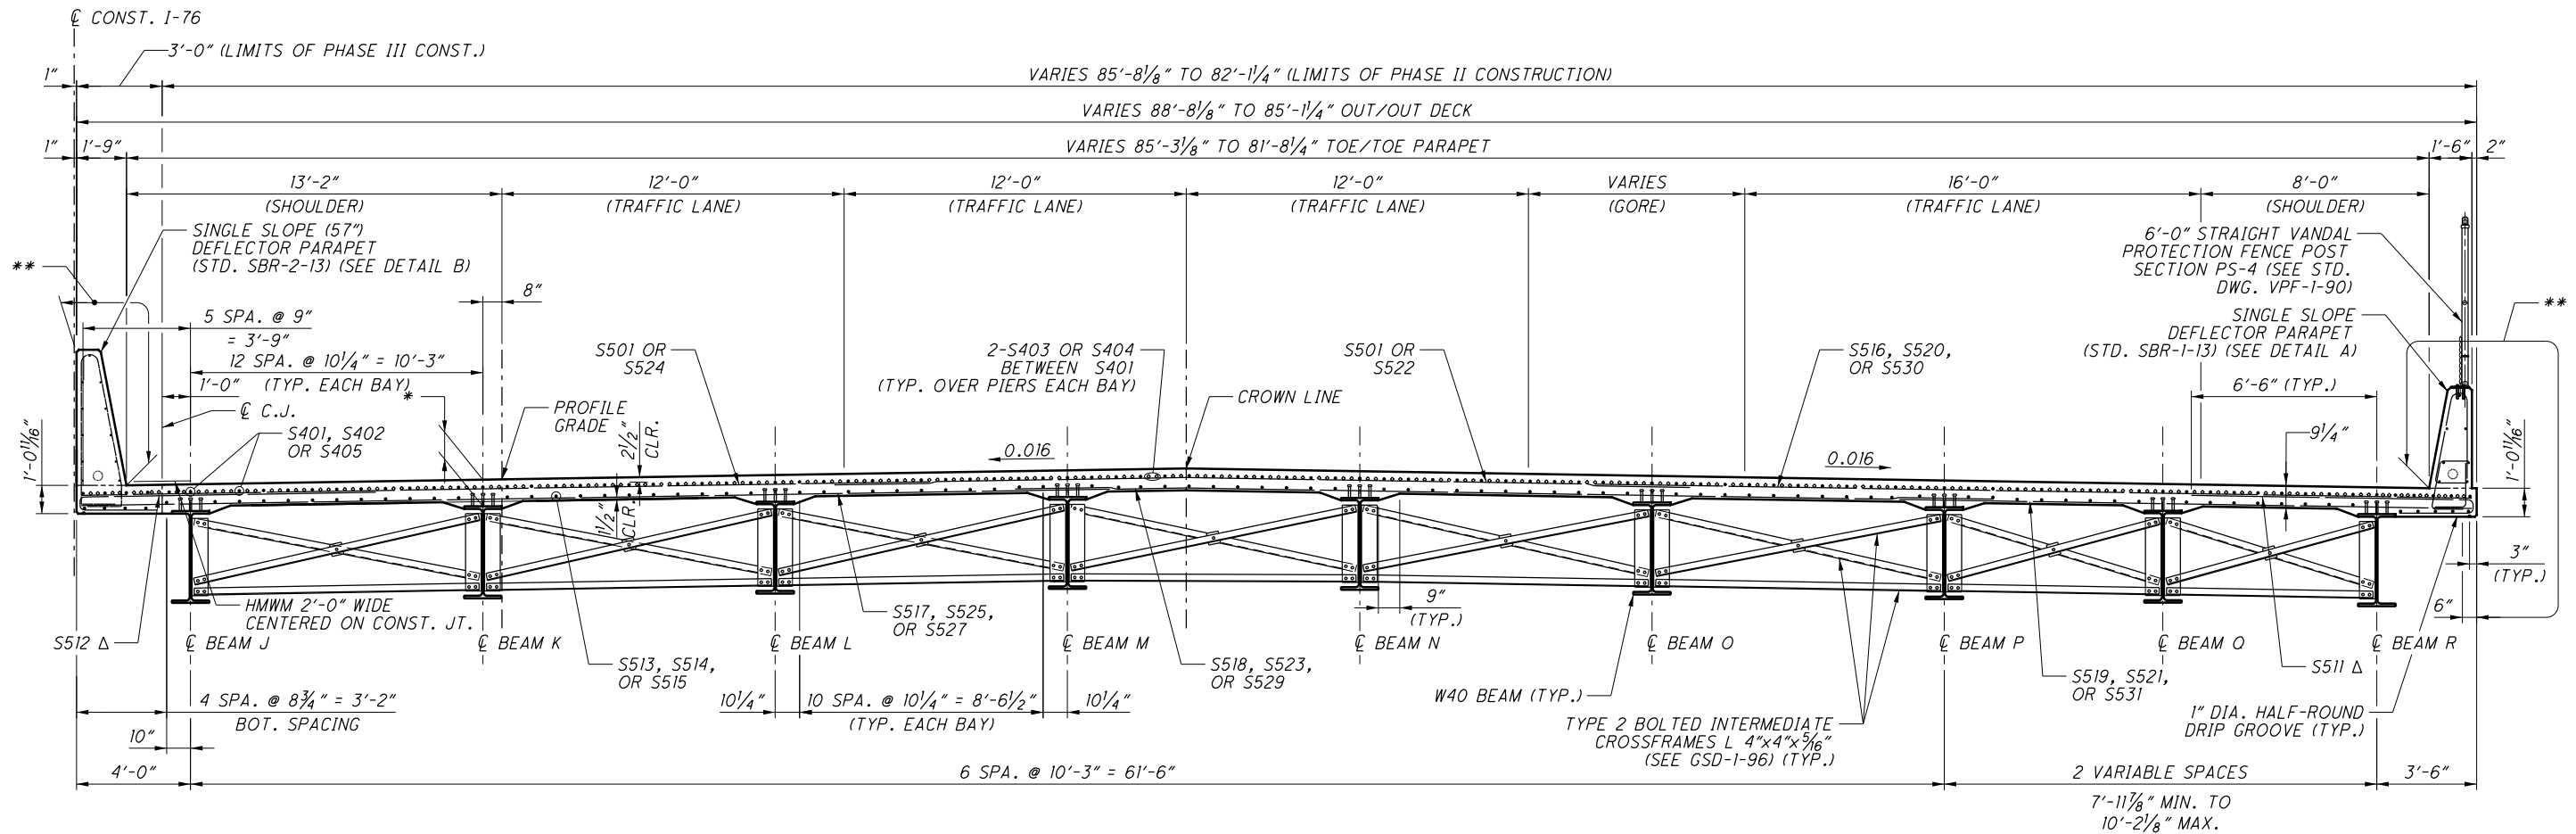 ℄ CONST. I-76
3'-0" (LIMITS OF PHASE III CONST.)
1"
VARIES 85'-8⅛" TO 82'-1¼" (LIMITS OF PHASE II CONSTRUCTION)
VARIES 88'-8⅛" TO 85'-1¼" OUT/OUT DECK
1"
1'-9"
VARIES 85'-3⅛" TO 81'-8¼" TOE/TOE PARAPET
1'-6"
2"
13'-2"
(SHOULDER)
12'-0"
(TRAFFIC LANE)
12'-0"
(TRAFFIC LANE)
12'-0"
(TRAFFIC LANE)
VARIES
(GORE)
16'-0"
(TRAFFIC LANE)
8'-0"
(SHOULDER)
SINGLE SLOPE (57")
DEFLECTOR PARAPET
(STD. SBR-2-13) (SEE DETAIL B)
**
8"
6'-0" STRAIGHT VANDAL
PROTECTION FENCE POST
SECTION PS-4 (SEE STD.
DWG. VPF-1-90)
**
5 SPA. @ 9"
= 3'-9"
12 SPA. @ 10¼" = 10'-3"
(TYP. EACH BAY)
1'-0"
*
℄ C.J.
S501 OR
S524
2-S403 OR S404
BETWEEN S401
(TYP. OVER PIERS EACH BAY)
S501 OR
S522
S516, S520,
OR S530
SINGLE SLOPE
DEFLECTOR PARAPET
(STD. SBR-1-13) (SEE DETAIL A)
6'-6" (TYP.)
CROWN LINE
PROFILE
GRADE
S401, S402
OR S405
1'-0 11/16"
2½"
CLR.
0.016
0.016
9¼"
1'-0 11/16"
1½"
CLR.
3"
(TYP.)
6"
HMWM 2'-0" WIDE
CENTERED ON CONST. JT.
S512 Δ
9"
(TYP.)
℄ BEAM J
℄ BEAM K
℄ BEAM L
℄ BEAM M
℄ BEAM N
℄ BEAM O
℄ BEAM P
℄ BEAM Q
℄ BEAM R
S517, S525,
OR S527
S513, S514,
OR S515
S518, S523,
OR S529
S519, S521,
OR S531
S511 Δ
W40 BEAM (TYP.)
4 SPA. @ 8¾" = 3'-2"
BOT. SPACING
10¼"
10 SPA. @ 10¼" = 8'-6½"
(TYP. EACH BAY)
10¼"
TYPE 2 BOLTED INTERMEDIATE
CROSSFRAMES L 4"x4"x5/16"
(SEE GSD-1-96) (TYP.)
1" DIA. HALF-ROUND
DRIP GROOVE (TYP.)
10"
4'-0"
6 SPA. @ 10'-3" = 61'-6"
2 VARIABLE SPACES
7'-11⅞" MIN. TO
10'-2⅛" MAX.
3'-6"